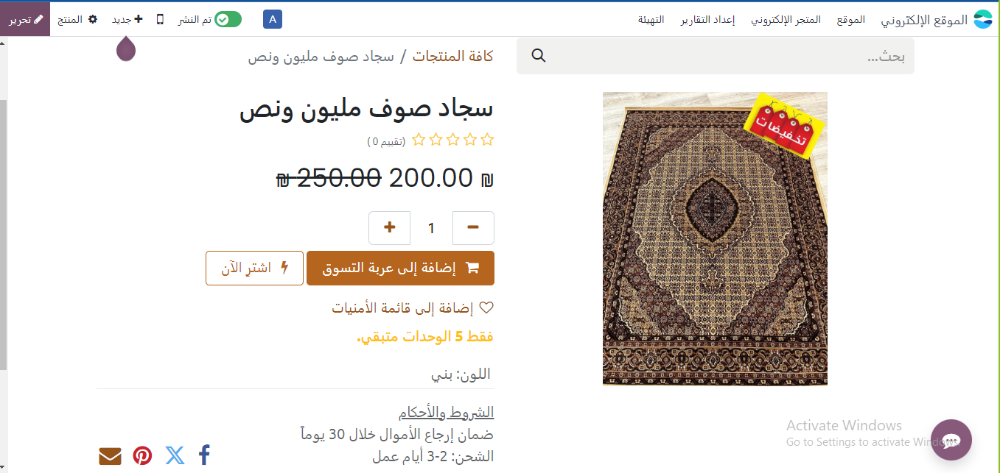 الموقع الإلكتروني الموقع المتجر الإلكتروني إعداد التقارير التهيئة A تم النشر جديد المنتج تحرير
بحث...
كافة المنتجات / سجاد صوف مليون ونص
تخفيضات
سجاد صوف مليون ونص
(0 تقييم)
₪ 200.00 250.00 ₪
1
إضافة إلى عربة التسوق
اشترِ الآن
إضافة إلى قائمة الأمنيات
فقط 5 الوحدات متبقي.
اللون: بني
الشروط والأحكام
ضمان إرجاع الأموال خلال 30 يوماً
الشحن: 2-3 أيام عمل
Activate Windows
Go to Settings to activate Windows.